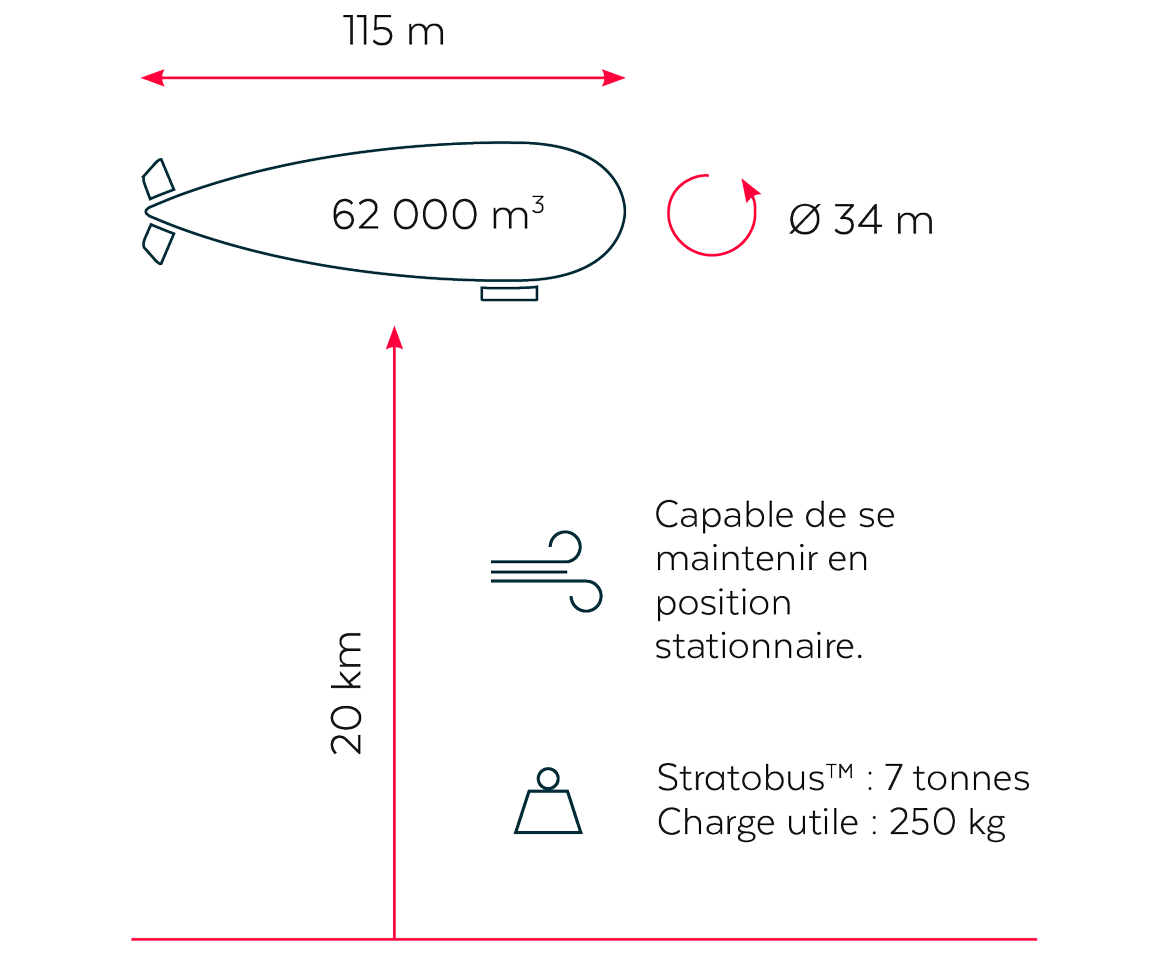 115 m
62 000 m³
Ø 34 m
Capable de se
maintenir en
position
stationnaire.
20 km
Stratobus™ : 7 tonnes
Charge utile : 250 kg